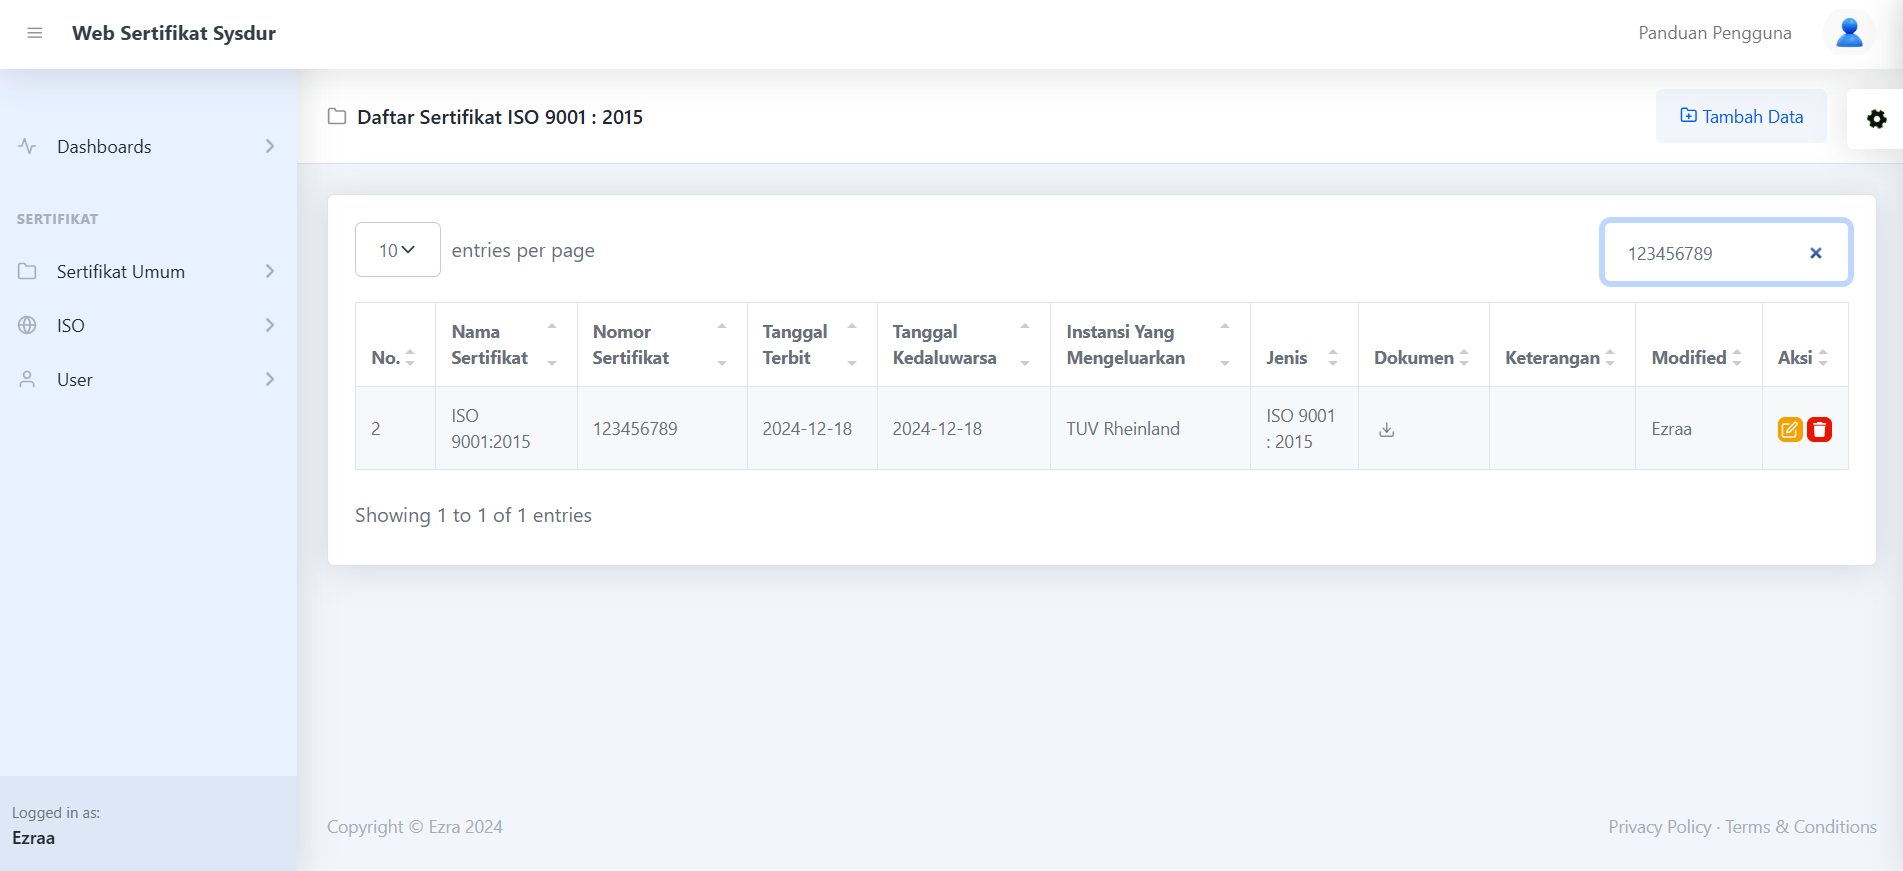 Web Sertifikat Sysdur
Panduan Pengguna
Dashboards
SERTIFIKAT
Sertifikat Umum
ISO
User
Logged in as:
Ezraa
Daftar Sertifikat ISO 9001 : 2015
Tambah Data
10
entries per page
123456789
No.
Nama
Sertifikat
Nomor
Sertifikat
Tanggal
Terbit
Tanggal
Kedaluwarsa
Instansi Yang
Mengeluarkan
Jenis
Dokumen
Keterangan
Modified
Aksi
2
ISO
9001:2015
123456789
2024-12-18
2024-12-18
TUV Rheinland
ISO 9001
: 2015
Ezraa
Showing 1 to 1 of 1 entries
Copyright © Ezra 2024
Privacy Policy · Terms & Conditions